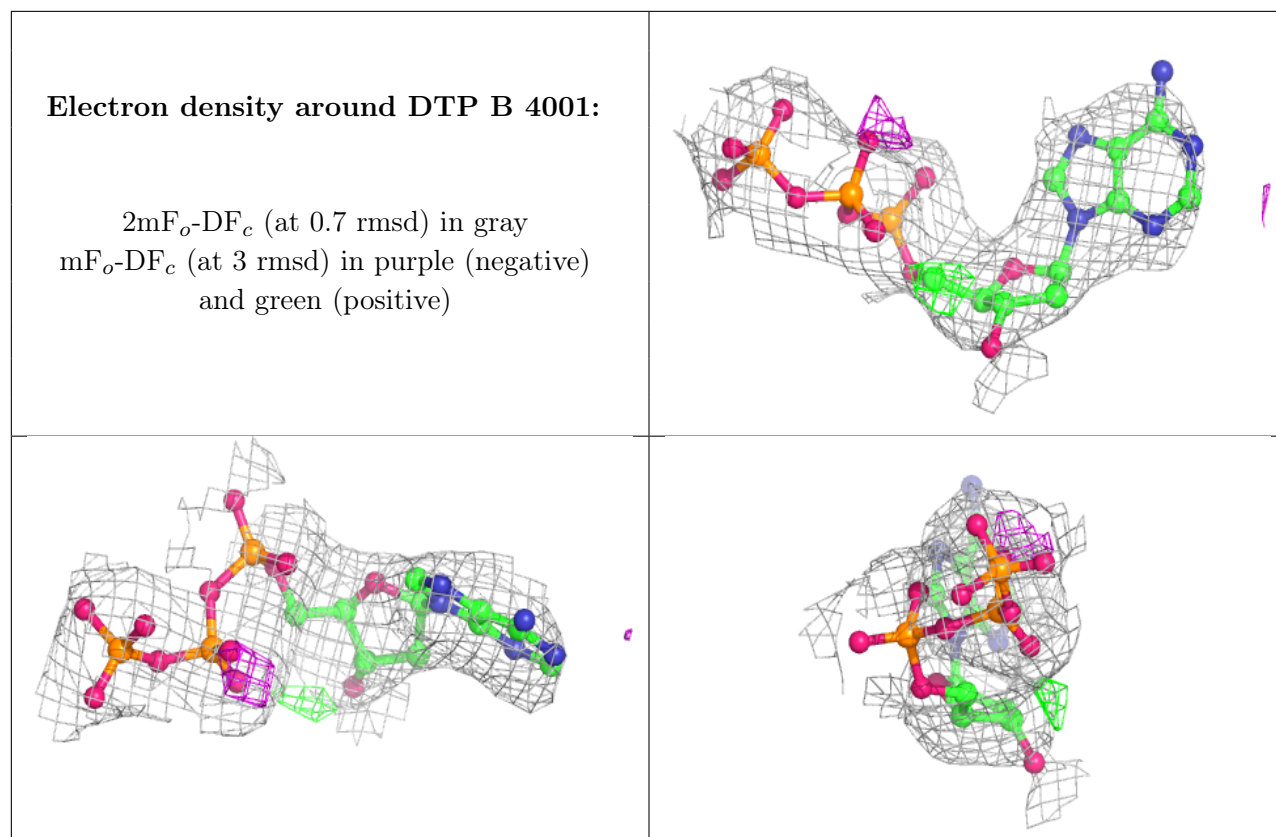 Electron density around DTP B 4001:
2mFo-DFc (at 0.7 rmsd) in gray
mFo-DFc (at 3 rmsd) in purple (negative)
and green (positive)